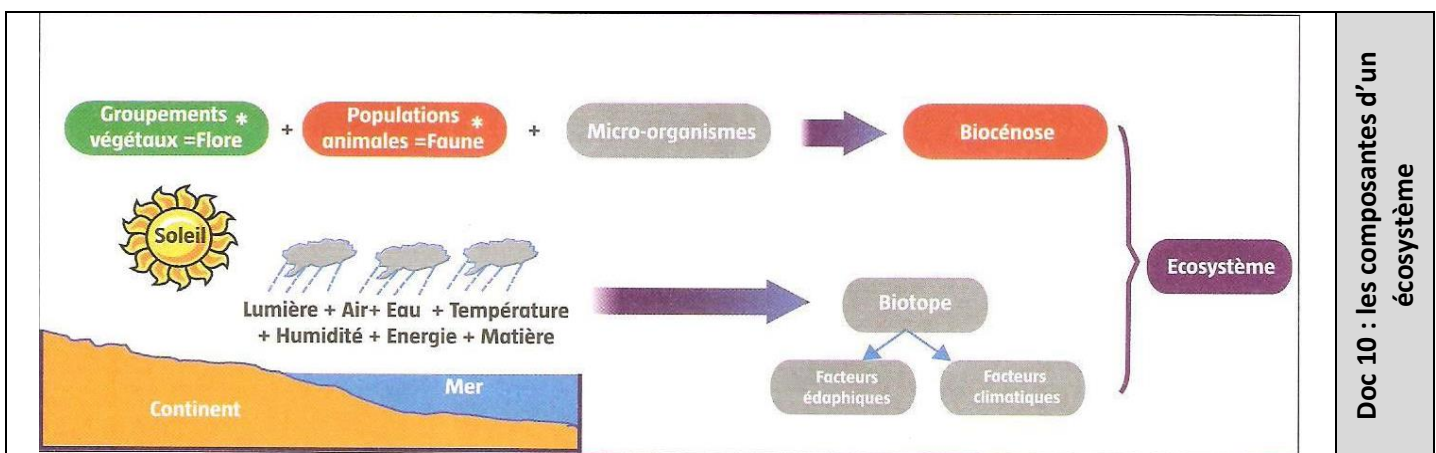 Groupements *
végétaux =Flore
+
Populations *
animales =Faune
+
Micro-organismes
Biocénose
Soleil
Lumière + Air+ Eau + Température
+ Humidité + Energie + Matière
Biotope
Ecosystème
Facteurs
édaphiques
Facteurs
climatiques
Mer
Continent
Doc 10 : les composantes d’un
écosystème